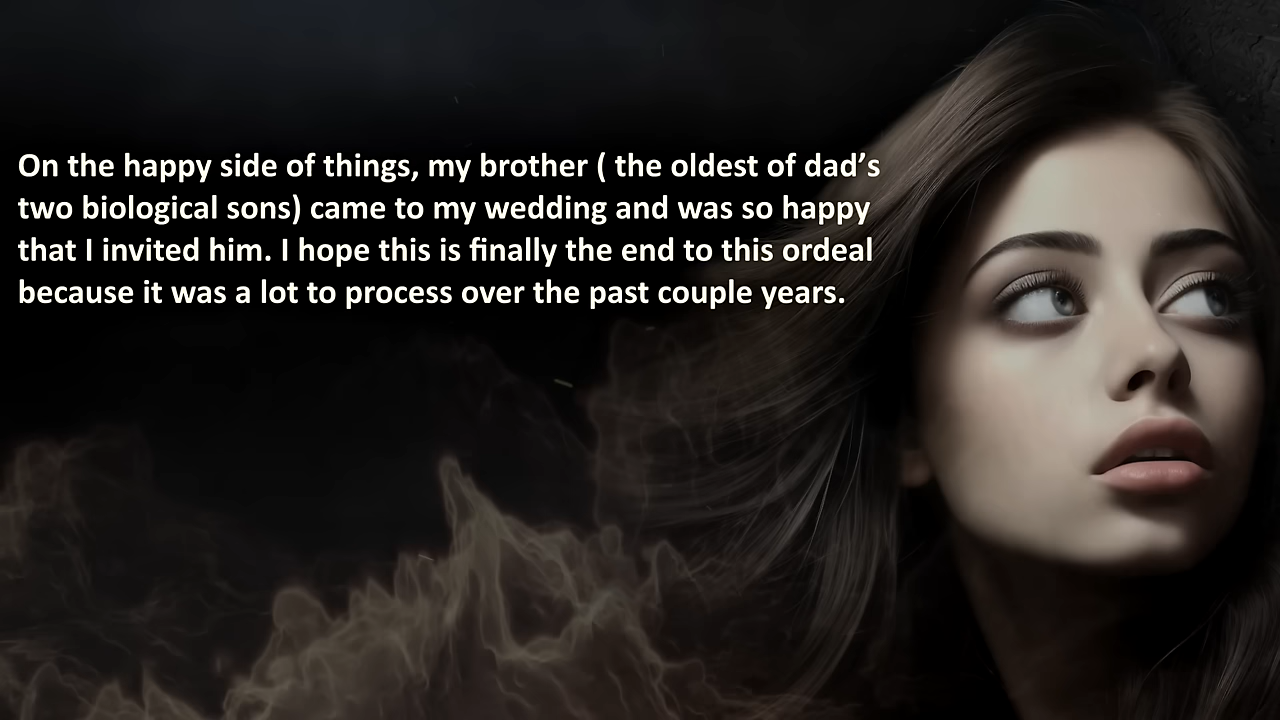 On the happy side of things, my brother ( the oldest of dad’s
two biological sons) came to my wedding and was so happy
that I invited him. I hope this is finally the end to this ordeal
because it was a lot to process over the past couple years.